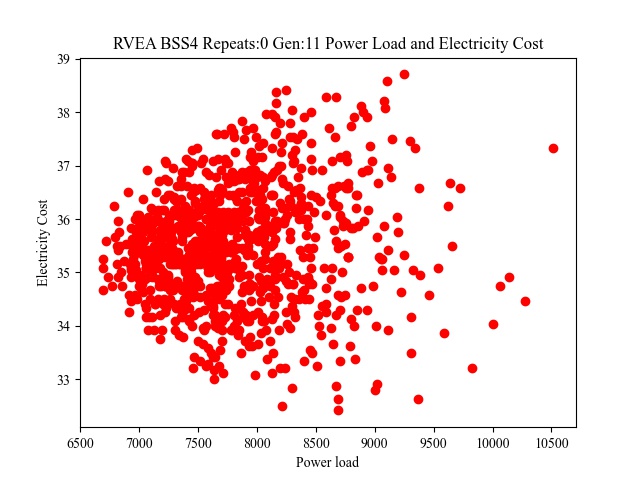 RVEA BSS4 Repeats:0 Gen:11 Power Load and Electricity Cost
39
38
37
36
35
34
33
Electricity Cost
6500 7000 7500 8000 8500 9000 9500 10000 10500
Power load